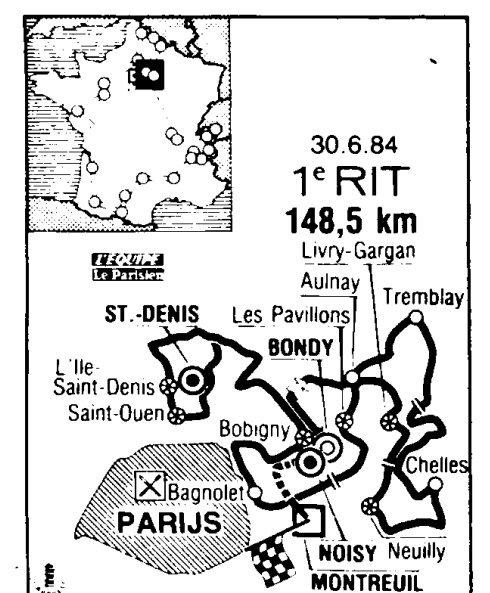 30.6.84
1e RIT
148,5 km
Livry-Gargan
L'EQUIPE
Le Parisien
Aulnay
Tremblay
ST.-DENIS
Les Pavillons
BONDY
L'Ile-
Saint-Denis
Saint-Ouen
Bobigny
Chelles
Bagnolet
PARIJS
NOISY
Neuilly
MONTREUIL